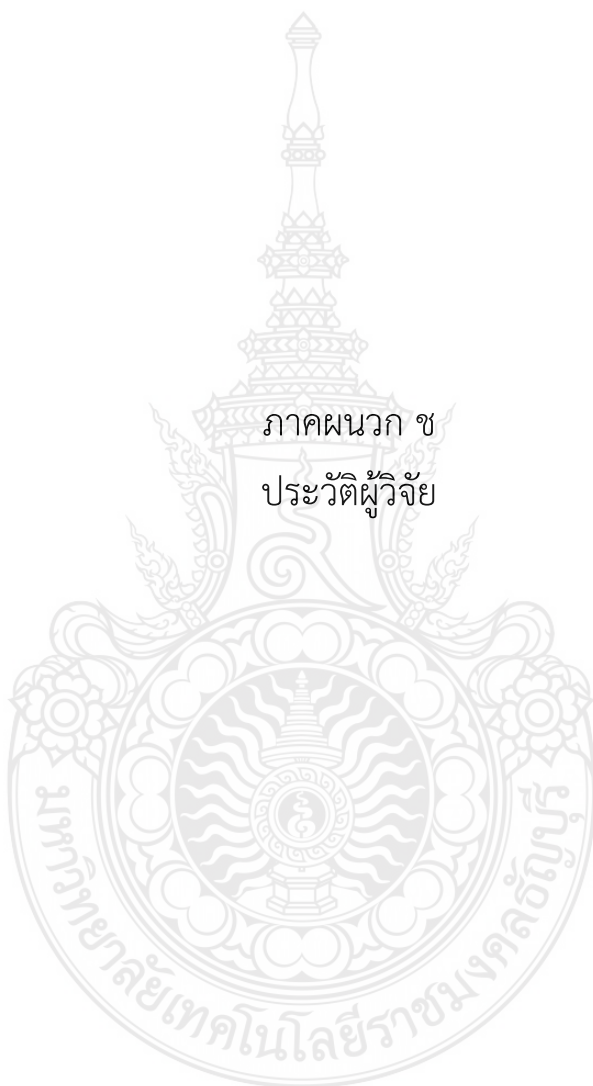 ภาคผนวก ช
ประวัติผู้วิจัย
มหาวิทยาลัยเทคโนโลยีราชมงคลธัญบุรี